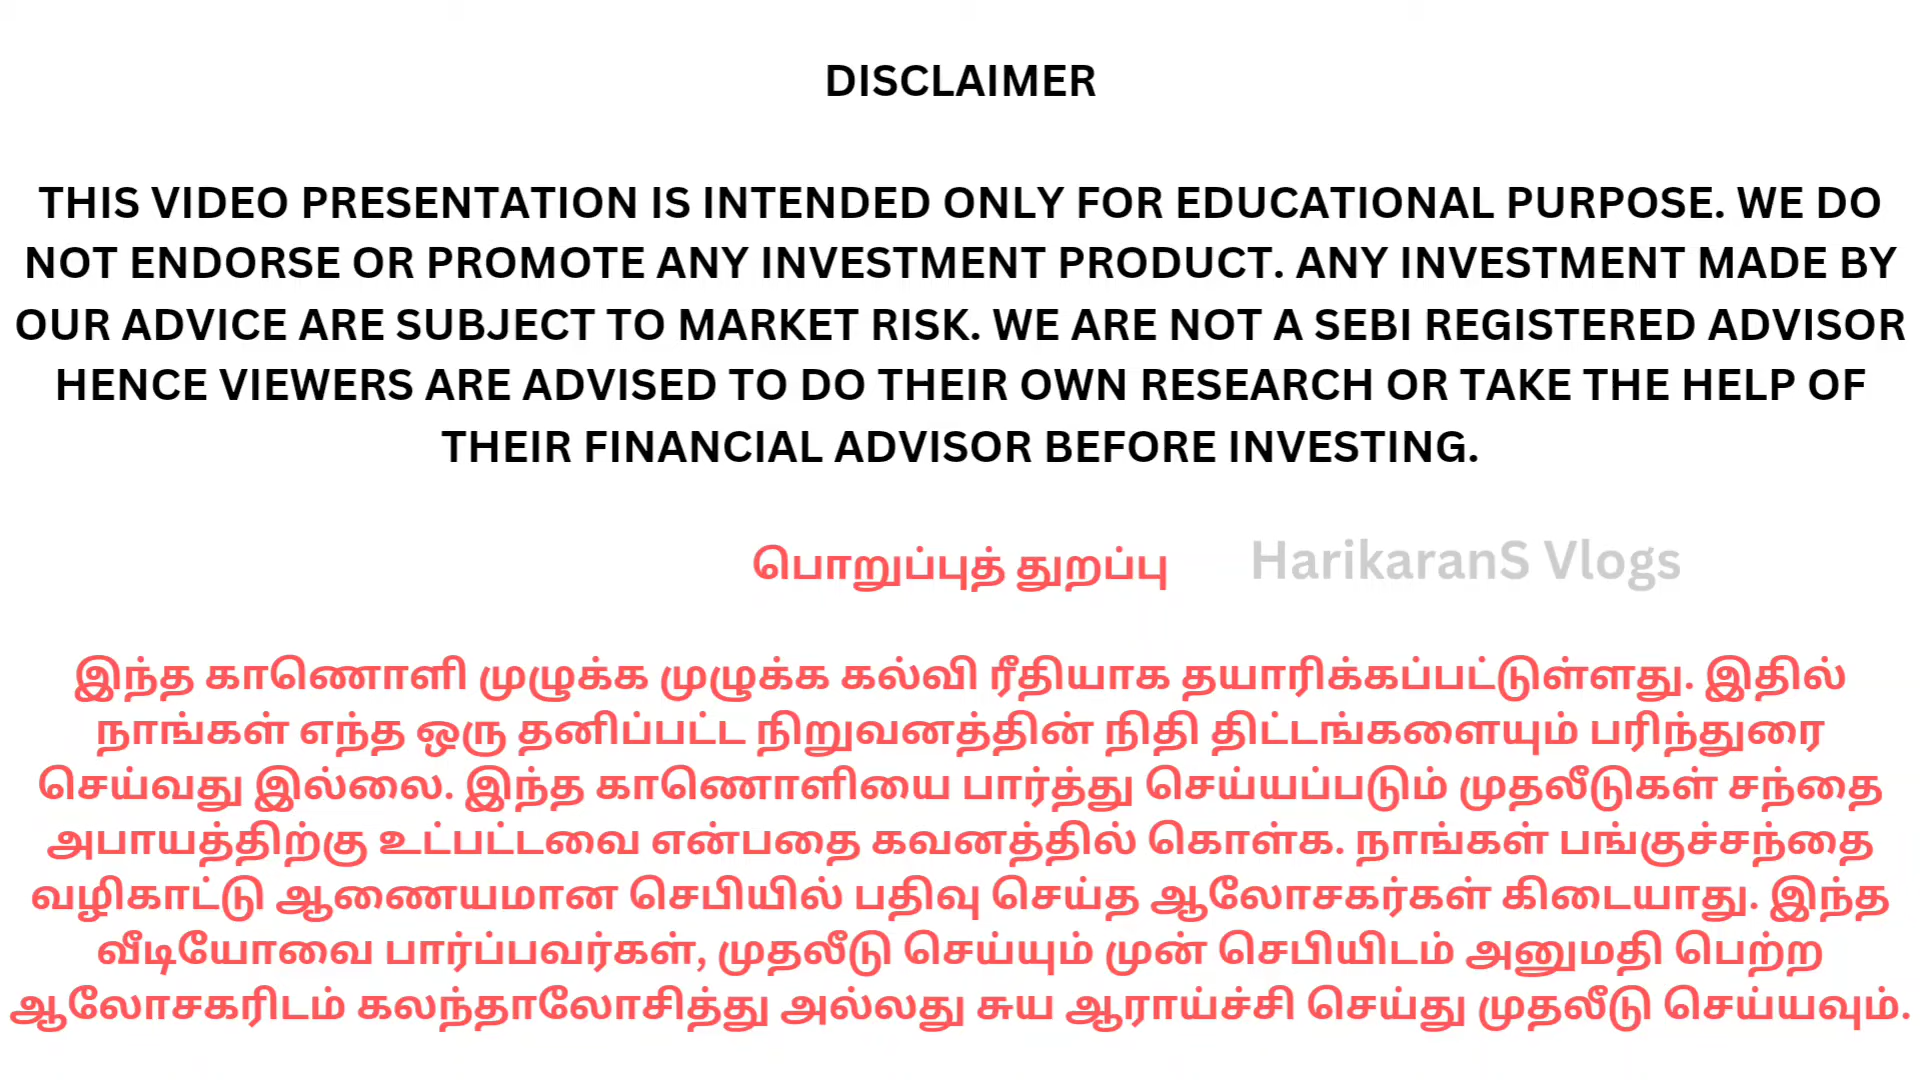 DISCLAIMER
THIS VIDEO PRESENTATION IS INTENDED ONLY FOR EDUCATIONAL PURPOSE. WE DO
NOT ENDORSE OR PROMOTE ANY INVESTMENT PRODUCT. ANY INVESTMENT MADE BY
OUR ADVICE ARE SUBJECT TO MARKET RISK. WE ARE NOT A SEBI REGISTERED ADVISOR
HENCE VIEWERS ARE ADVISED TO DO THEIR OWN RESEARCH OR TAKE THE HELP OF
THEIR FINANCIAL ADVISOR BEFORE INVESTING.
பொறுப்புத் துறப்பு
HarikaranS Vlogs
இந்த காணொளி முழுக்க முழுக்க கல்வி ரீதியாக தயாரிக்கப்பட்டுள்ளது. இதில்
நாங்கள் எந்த ஒரு தனிப்பட்ட நிறுவனத்தின் நிதி திட்டங்களையும் பரிந்துரை
செய்வது இல்லை. இந்த காணொளியை பார்த்து செய்யப்படும் முதலீடுகள் சந்தை
அபாயத்திற்கு உட்பட்டவை என்பதை கவனத்தில் கொள்க. நாங்கள் பங்குச்சந்தை
வழிகாட்டு ஆணையமான செபியில் பதிவு செய்த ஆலோசகர்கள் கிடையாது. இந்த
வீடியோவை பார்ப்பவர்கள், முதலீடு செய்யும் முன் செபியிடம் அனுமதி பெற்ற
ஆலோசகரிடம் கலந்தாலோசித்து அல்லது சுய ஆராய்ச்சி செய்து முதலீடு செய்யவும்.